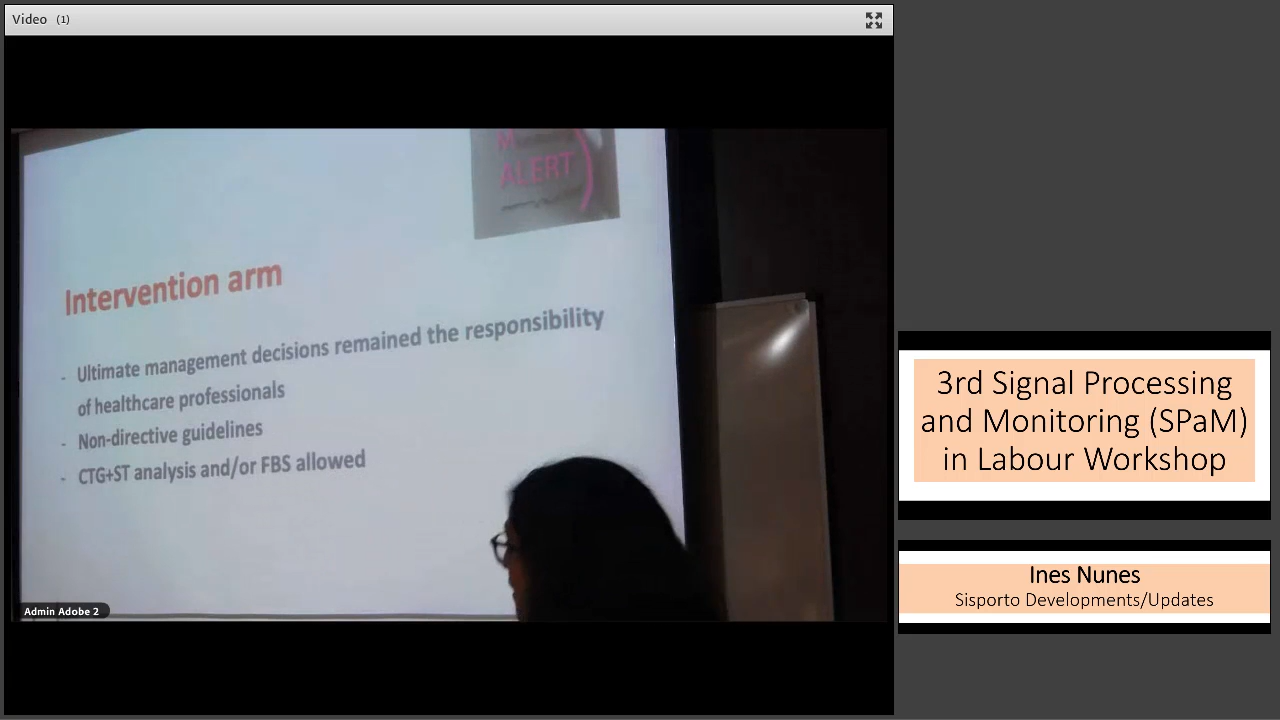 Video (1)
M
ALERT
Intervention arm
- Ultimate management decisions remained the responsibility
of healthcare professionals
- Non-directive guidelines
- CTG+ST analysis and/or FBS allowed
Admin Adobe 2
3rd Signal Processing
and Monitoring (SPaM)
in Labour Workshop
Ines Nunes
Sisporto Developments/Updates